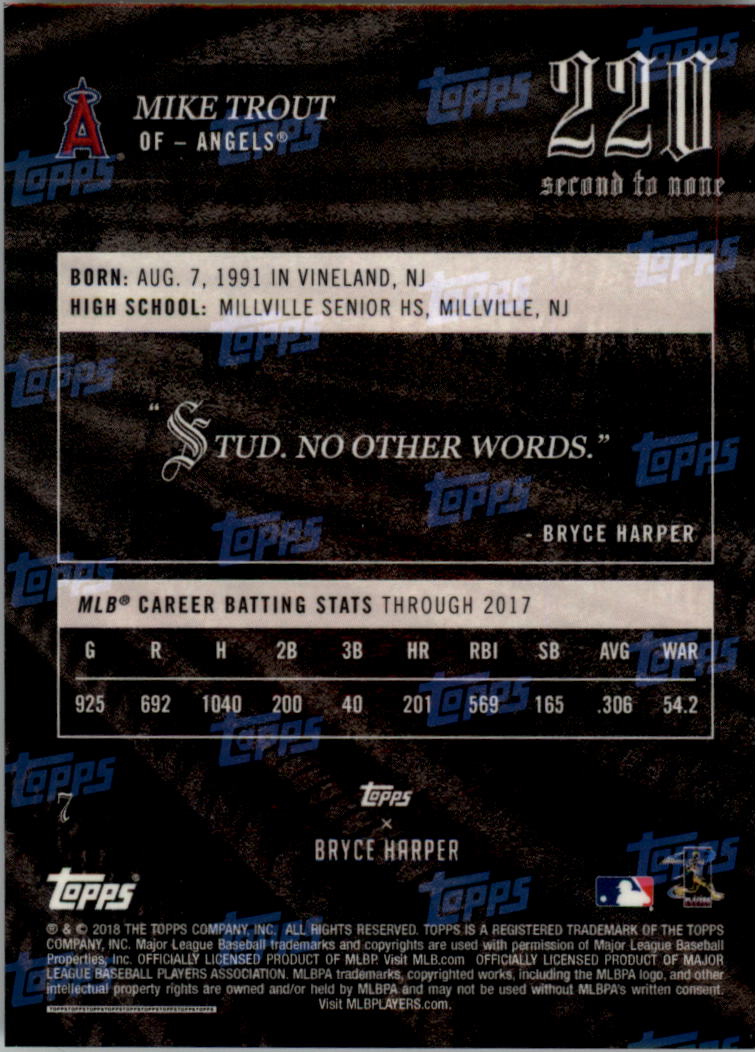 MIKE TROUT
OF – ANGELS®
220
second to none
BORN: AUG. 7, 1991 IN VINELAND, NJ
HIGH SCHOOL: MILLVILLE SENIOR HS, MILLVILLE, NJ
“STUD. NO OTHER WORDS.”
- BRYCE HARPER
MLB® CAREER BATTING STATS THROUGH 2017
G R H 2B 3B HR RBI SB AVG WAR
925 692 1040 200 40 201 569 165 .306 54.2
7
topps
×
BRYCE HARPER
topps
® & © 2018 THE TOPPS COMPANY, INC. ALL RIGHTS RESERVED. TOPPS IS A REGISTERED TRADEMARK OF THE TOPPS
COMPANY, INC. Major League Baseball trademarks and copyrights are used with permission of Major League Baseball
Properties, Inc. OFFICIALLY LICENSED PRODUCT OF MLBP. Visit MLB.com OFFICIALLY LICENSED PRODUCT OF MAJOR
LEAGUE BASEBALL PLAYERS ASSOCIATION. MLBPA trademarks, copyrighted works, including the MLBPA logo, and other
intellectual property rights are owned and/or held by MLBPA and may not be used without MLBPA's written consent.
Visit MLBPLAYERS.com.